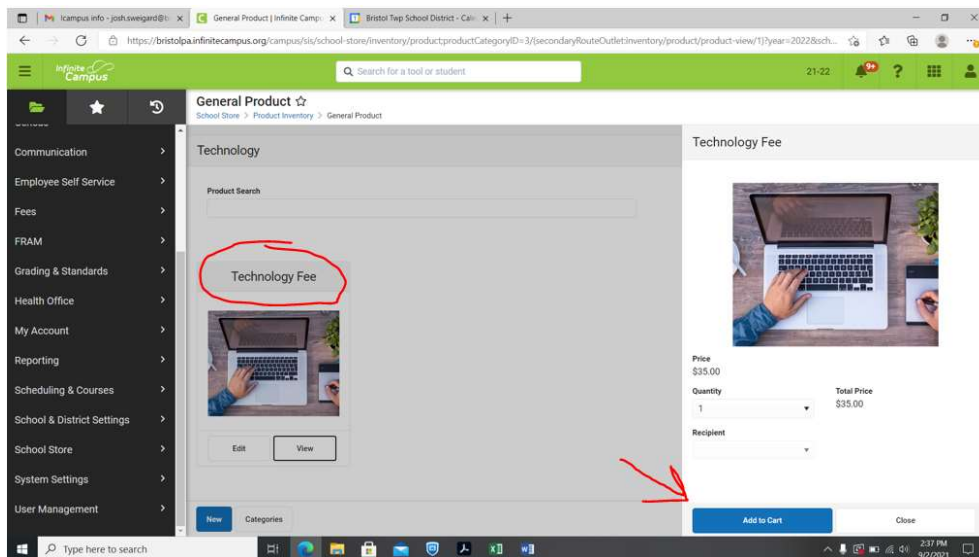 Icampus info - josh.sweigard@b
General Product | Infinite Camp
Bristol Twp School District - Cale
https://bristolpa.infinitecampus.org/campus/sis/school-store/inventory/product;productCategoryID=3/(secondaryRouteOutlet:inventory/product/product-view/1)?year=2022&sch...
Infinite Campus
Search for a tool or student
21-22
9+
General Product
School Store > Product Inventory > General Product
Communication
Employee Self Service
Fees
FRAM
Grading & Standards
Health Office
My Account
Reporting
Scheduling & Courses
School & District Settings
School Store
System Settings
User Management
Technology
Product Search
Technology Fee
Edit
View
New
Categories
Technology Fee
Price
$35.00
Quantity
Total Price
1
$35.00
Recipient
Add to Cart
Close
Type here to search
2:37 PM
9/2/2021